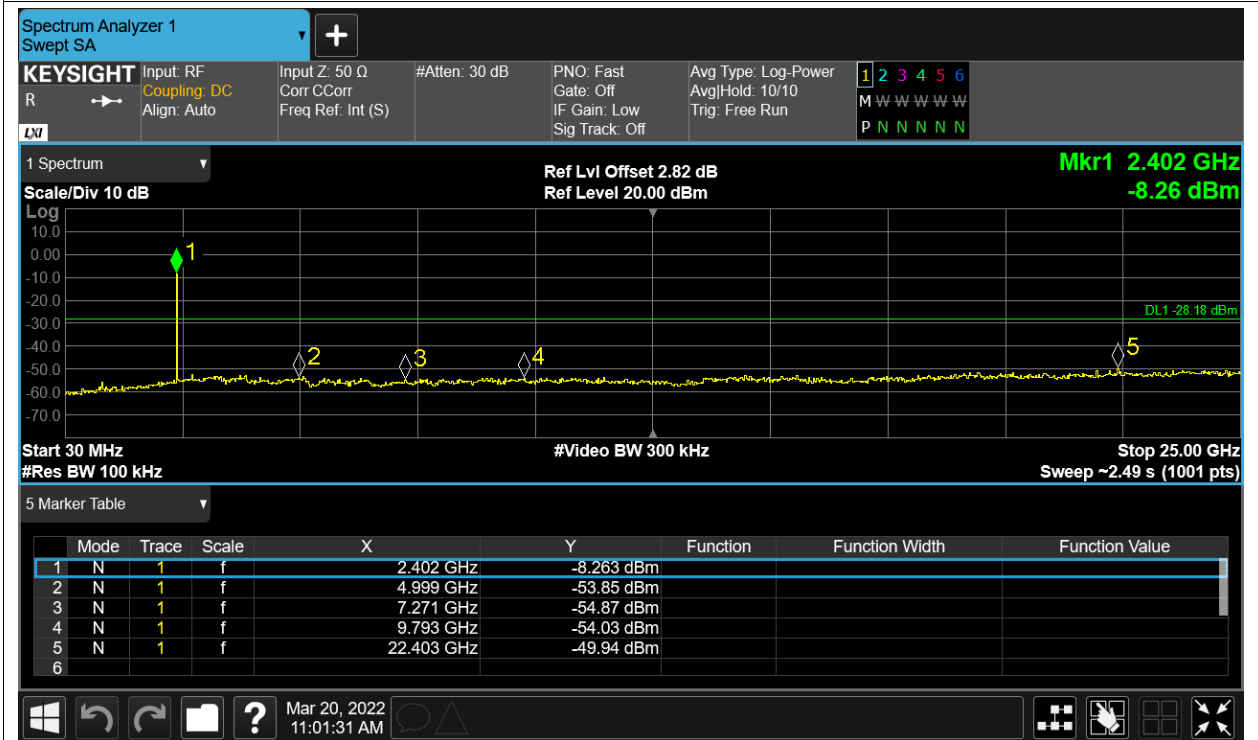 Spectrum Analyzer 1
Swept SA
KEYSIGHT
R
LXI
Input: RF
Coupling: DC
Align: Auto
Input Z: 50 Ω
Corr CCorr
Freq Ref: Int (S)
#Atten: 30 dB
PNO: Fast
Gate: Off
IF Gain: Low
Sig Track: Off
Avg Type: Log-Power
Avg|Hold: 10/10
Trig: Free Run
1 2 3 4 5 6
M W W W W W
P N N N N N
1 Spectrum
Scale/Div 10 dB
Ref Lvl Offset 2.82 dB
Ref Level 20.00 dBm
Mkr1 2.402 GHz
-8.26 dBm
Log
10.0
0.00
-10.0
-20.0
-30.0
-40.0
-50.0
-60.0
-70.0
1
2
3
4
5
DL1 -28.18 dBm
Start 30 MHz
#Res BW 100 kHz
#Video BW 300 kHz
Stop 25.00 GHz
Sweep ~2.49 s (1001 pts)
5 Marker Table
Mode Trace Scale X Y Function Function Width Function Value
1 N 1 f 2.402 GHz -8.263 dBm
2 N 1 f 4.999 GHz -53.85 dBm
3 N 1 f 7.271 GHz -54.87 dBm
4 N 1 f 9.793 GHz -54.03 dBm
5 N 1 f 22.403 GHz -49.94 dBm
6
?
Mar 20, 2022
11:01:31 AM